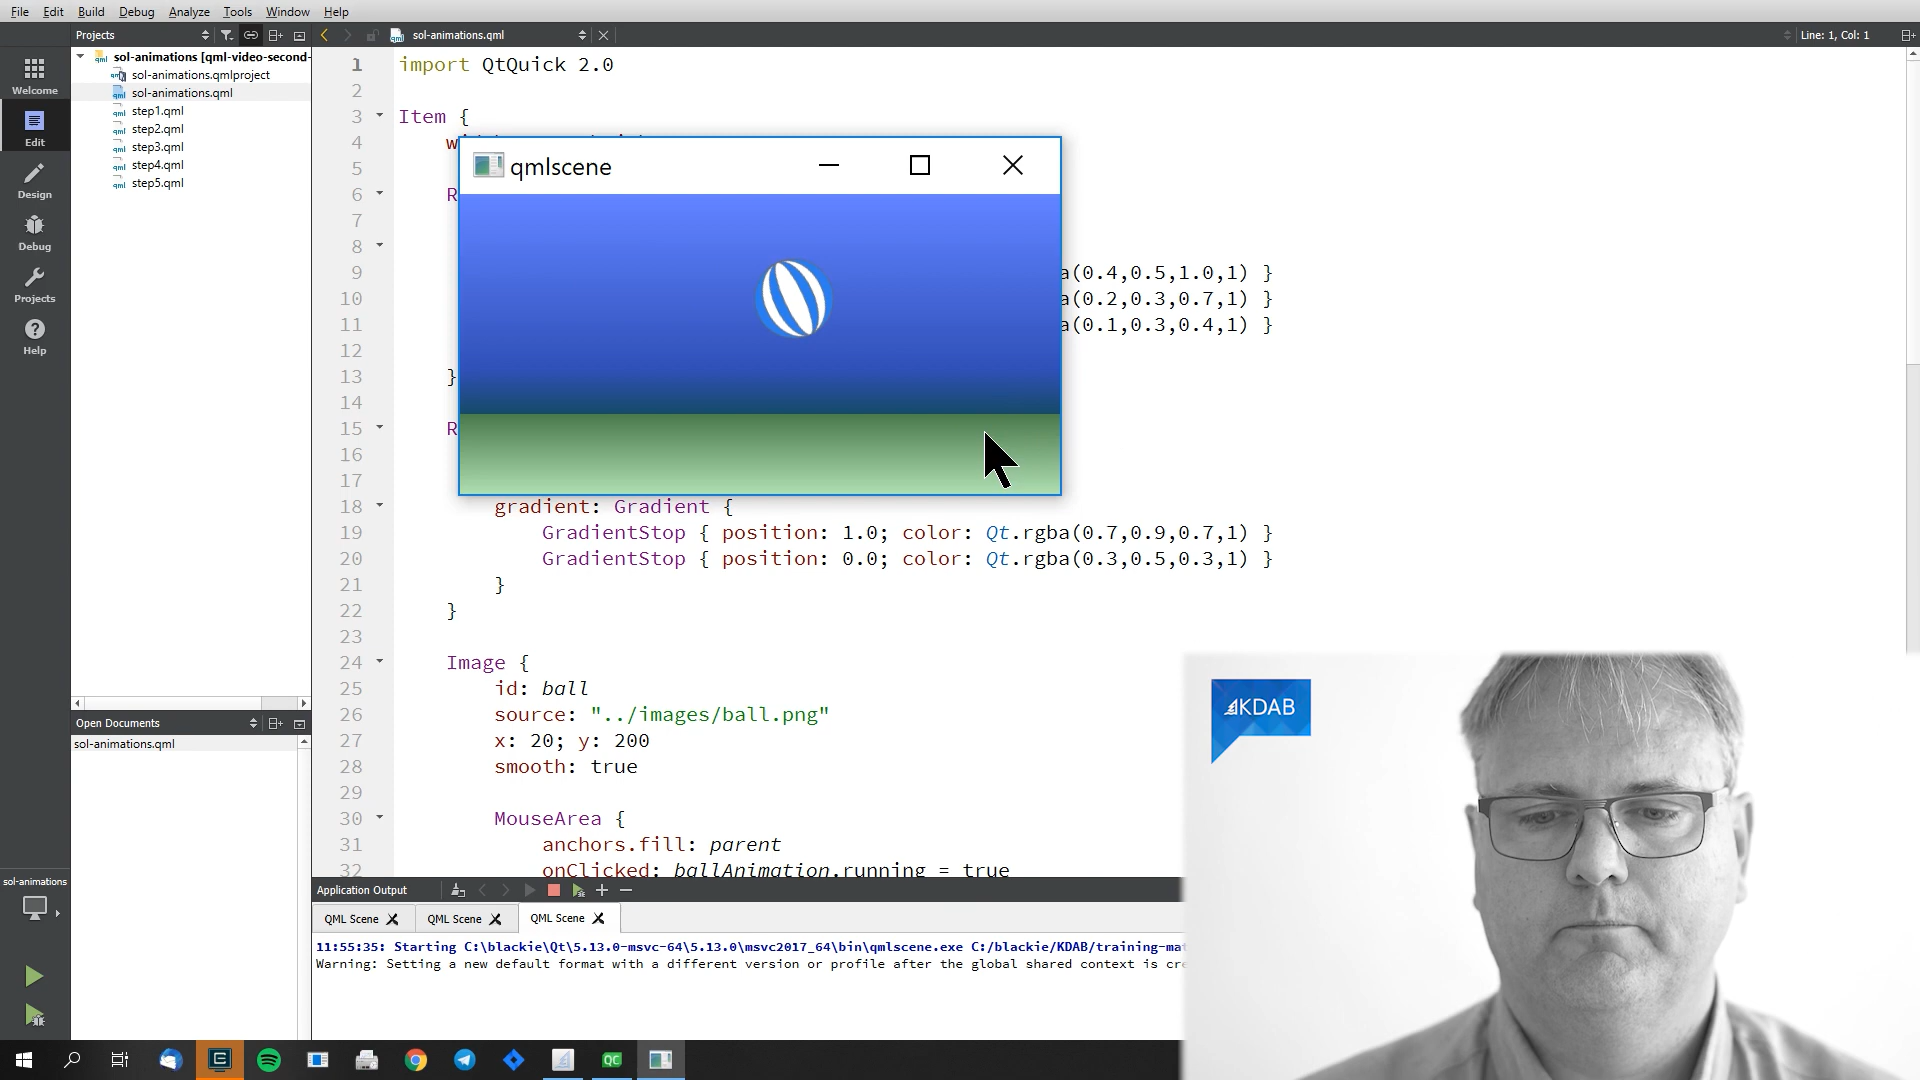 File Edit Build Debug Analyze Tools Window Help
Projects
sol-animations.qml
Line: 1, Col: 1
Welcome
Edit
Design
Debug
Projects
Help
sol-animations [qml-video-second-
sol-animations.qmlproject
sol-animations.qml
step1.qml
step2.qml
step3.qml
step4.qml
step5.qml
Open Documents
sol-animations.qml
sol-animations
1 import QtQuick 2.0
2
3 Item {
4 w
5
6 R
7
8
9 a(0.4,0.5,1.0,1) }
10 a(0.2,0.3,0.7,1) }
11 a(0.1,0.3,0.4,1) }
12
13 }
14
15 R
16
17
18 gradient: Gradient {
19 GradientStop { position: 1.0; color: Qt.rgba(0.7,0.9,0.7,1) }
20 GradientStop { position: 0.0; color: Qt.rgba(0.3,0.5,0.3,1) }
21 }
22 }
23
24 Image {
25 id: ball
26 source: "../images/ball.png"
27 x: 20; y: 200
28 smooth: true
29
30 MouseArea {
31 anchors.fill: parent
32 onClicked: ballAnimation.running = true
qmlscene
Application Output
QML Scene QML Scene QML Scene
11:55:35: Starting C:\blackie\Qt\5.13.0-msvc-64\5.13.0\msvc2017_64\bin\qmlscene.exe C:/blackie/KDAB/training-mat
Warning: Setting a new default format with a different version or profile after the global shared context is cre
KDAB
QC